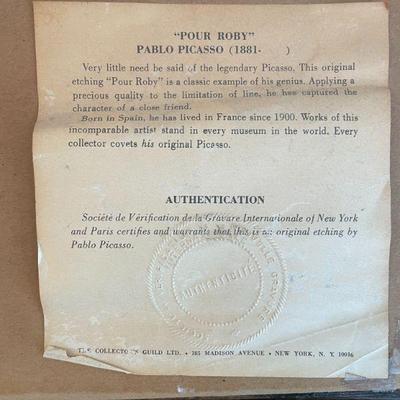 "POUR ROBY"
PABLO PICASSO (1881- )
Very little need be said of the legendary Picasso. This original
etching "Pour Roby" is a classic example of his genius. Applying a
precious quality to the limitation of line, he has captured the
character of a close friend.
Born in Spain, he has lived in France since 1900. Works of this
incomparable artist stand in every museum in the world. Every
collector covets his original Picasso.
AUTHENTICATION
Société de Vérification de la Gravure Internationale of New York
and Paris certifies and warrants that this is an original etching by
Pablo Picasso.
AUTHENTICITÉ
THE COLLECTORS GUILD LTD. • 185 MADISON AVENUE • NEW YORK, N. Y. 10016